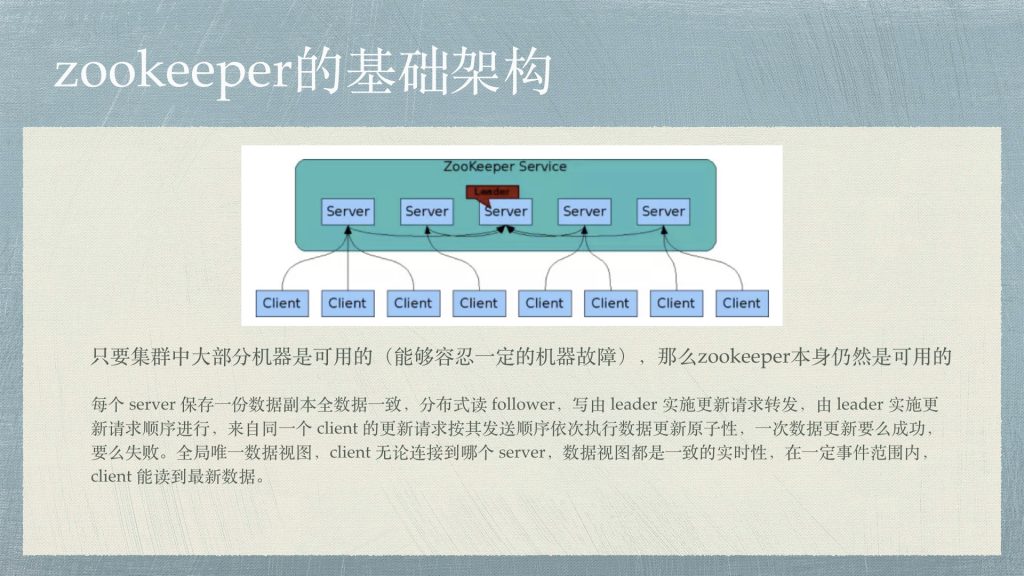 zookeeper的基础架构
ZooKeeper Service
Leader
Server Server Server Server Server
Client Client Client Client Client Client Client Client
只要集群中大部分机器是可用的（能够容忍一定的机器故障），那么zookeeper本身仍然是可用的
每个 server 保存一份数据副本全数据一致，分布式读 follower，写由 leader 实施更新请求转发，由 leader 实施更
新请求顺序进行，来自同一个 client 的更新请求按其发送顺序依次执行数据更新原子性，一次数据更新要么成功，
要么失败。全局唯一数据视图，client 无论连接到哪个 server，数据视图都是一致的实时性，在一定事件范围内，
client 能读到最新数据。